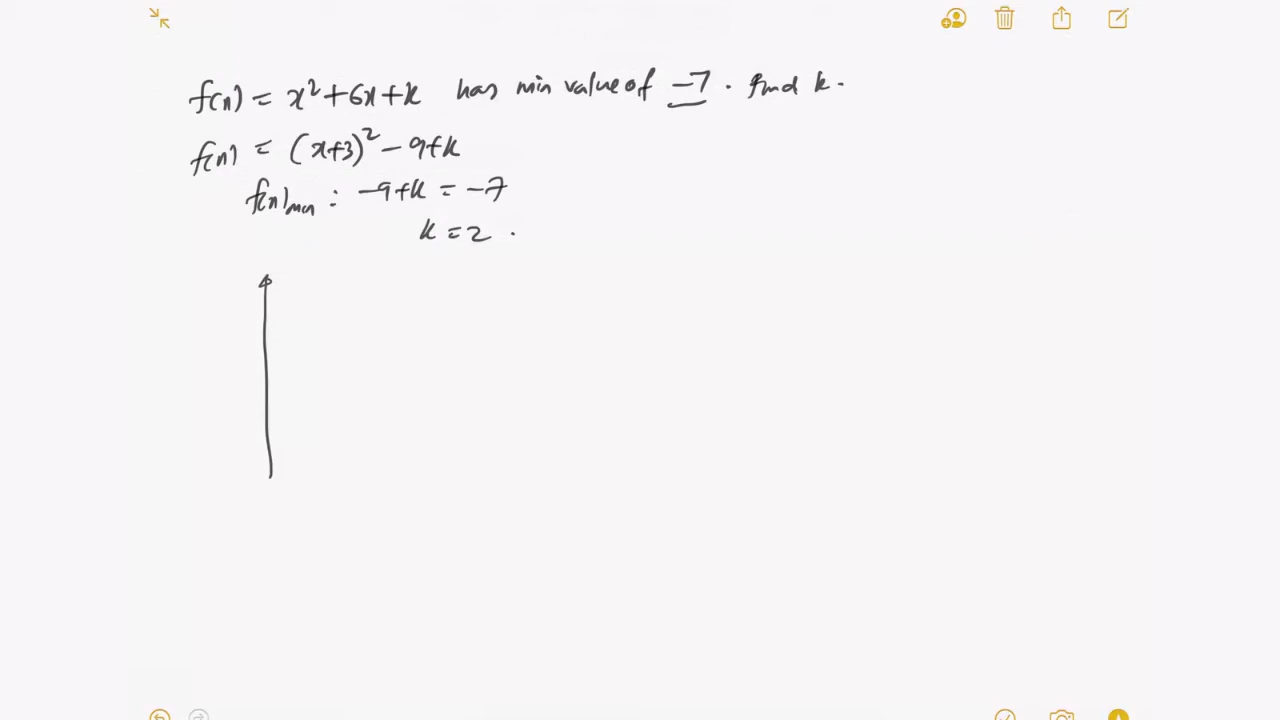 f(x) = x² + 6x + k has min value of -7. find k.
f(x) = (x+3)² - 9 + k
f(x)min : -9 + k = -7
k = 2.